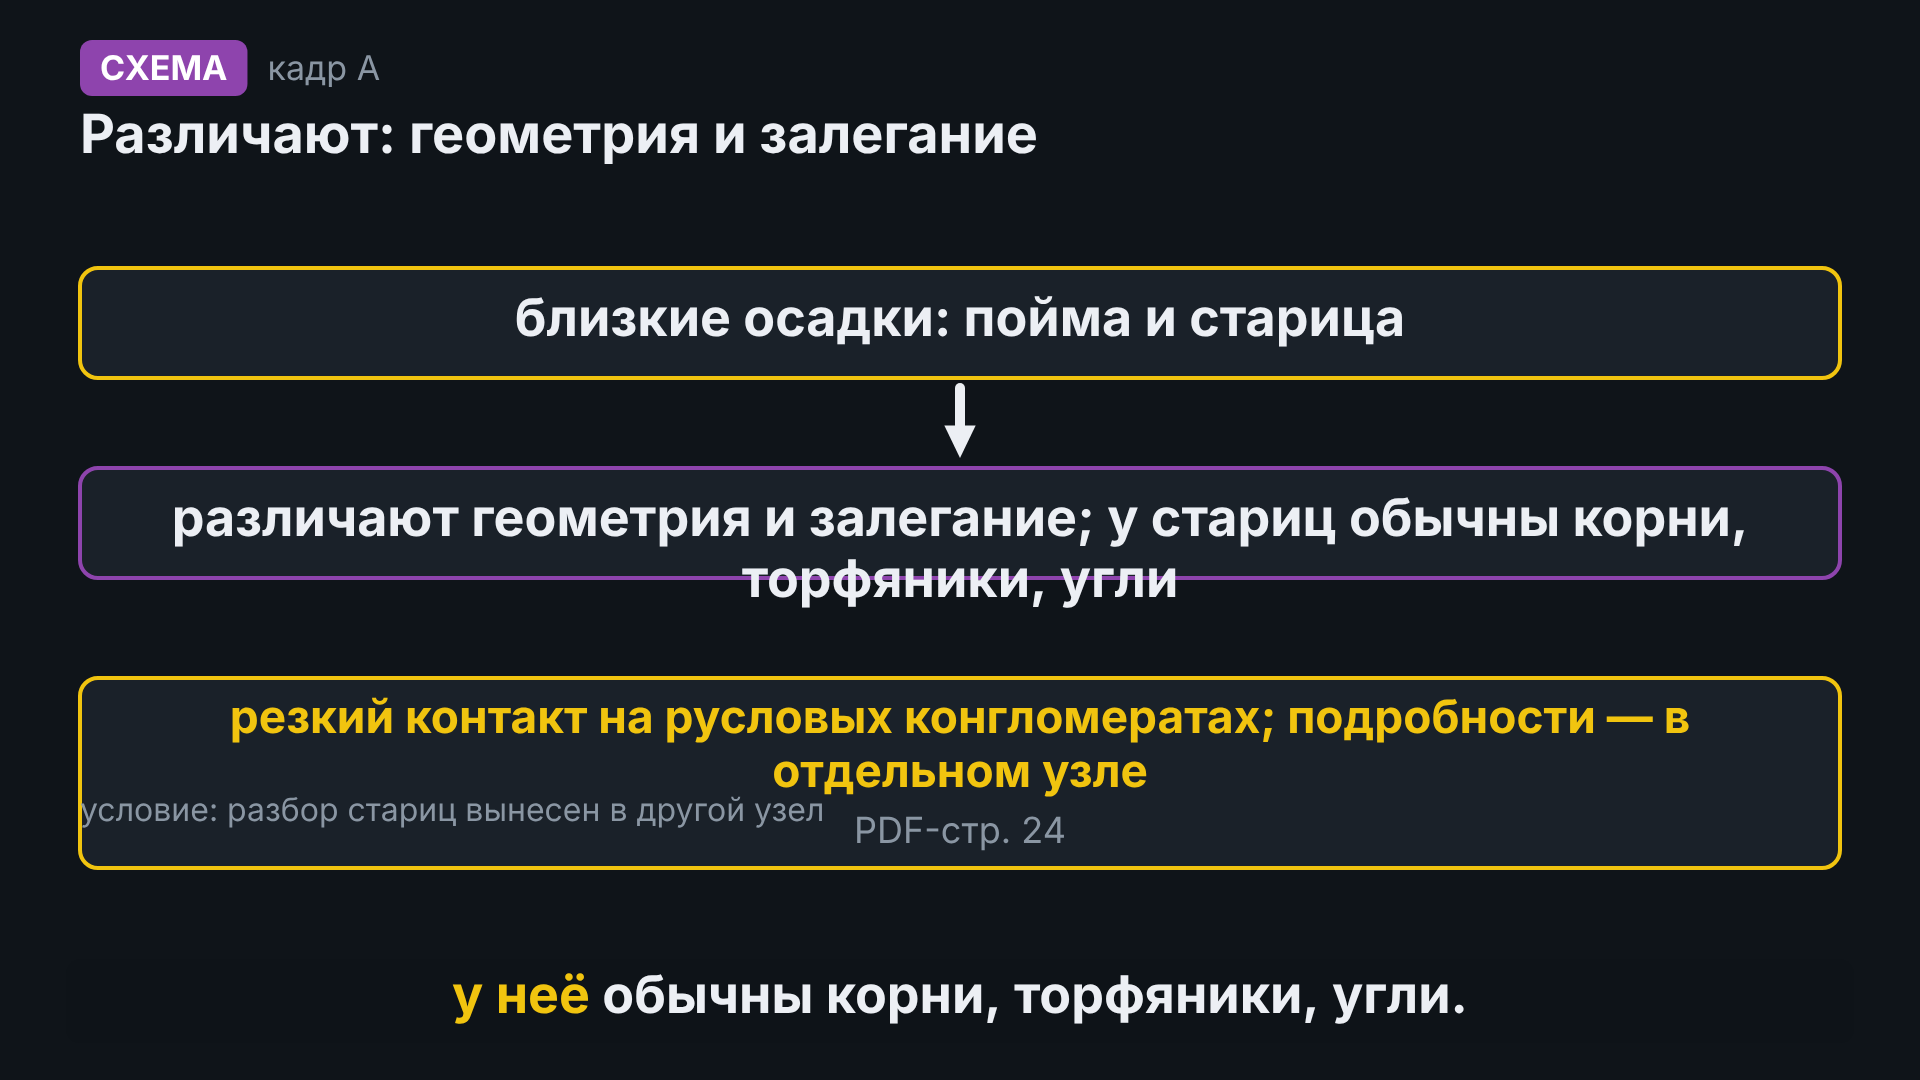 СХЕМА кадр А
Различают: геометрия и залегание
близкие осадки: пойма и старица
различают геометрия и залегание; у стариц обычны корни,
торфяники, угли
резкий контакт на русловых конгломератах; подробности — в
отдельном узле
условие: разбор стариц вынесен в другой узел
PDF-стр. 24
у неё обычны корни, торфяники, угли.